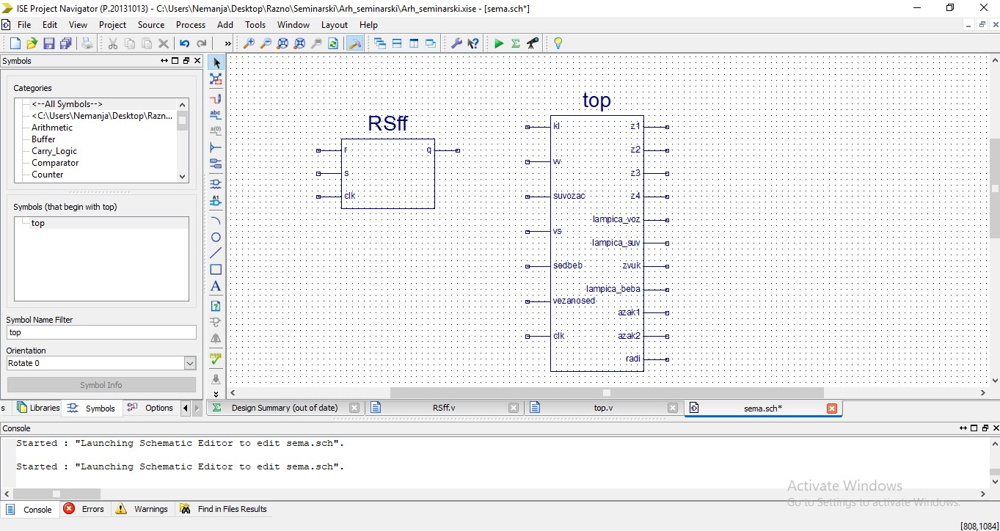 ISE Project Navigator (P.20131013) - C:\Users\Nemanja\Desktop\Razno\Seminarski\Arh_seminarski\Arh_seminarski.xise - [sema.sch*]
File Edit View Project Source Process Add Tools Window Layout Help
Symbols
Categories
<--All Symbols-->
<C:\Users\Nemanja\Desktop\Razn...
Arithmetic
Buffer
Carry_Logic
Comparator
Counter
Symbols (that begin with top)
top
Symbol Name Filter
top
Orientation
Rotate 0
Symbol Info
s Libraries Symbols Options
RSff
r q
s
clk
top
kl z1
z2
vv
z3
suvozac z4
lampica_voz
vs
lampica_suv
sedbeb zvuk
lampica_beba
vezanosed
azak1
clk azak2
radi
Design Summary (out of date) RSff.v top.v sema.sch*
Console
Started : "Launching Schematic Editor to edit sema.sch".
Started : "Launching Schematic Editor to edit sema.sch".
Activate Windows
Go to Settings to activate Windows.
Console Errors Warnings Find in Files Results
[808,1084]